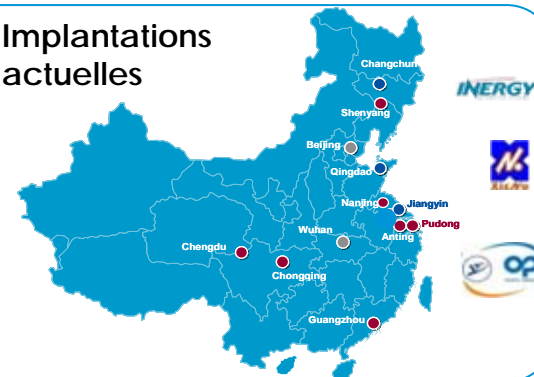 Implantations
actuelles
Changchun
INERGY
Shenyang
Beijing
Qingdao
Nanjing
Jiangyin
Pudong
Anting
Wuhan
Chengdu
Chongqing
Guangzhou